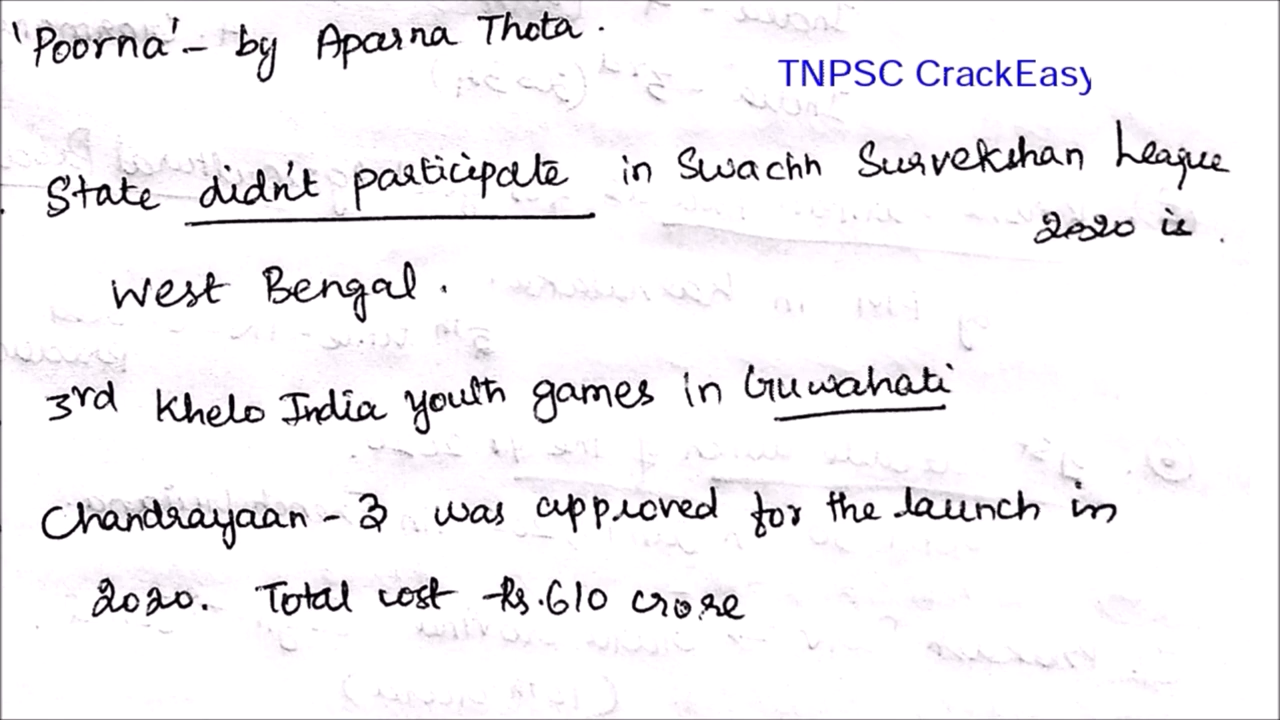 'Poorna' - by Aparna Thota.
TNPSC CrackEasy
State didn't participate in Swachh Survekshan League
2020 is.
West Bengal.
3rd Khelo India youth games in Guwahati
Chandrayaan - 3 was approved for the launch in
2020. Total cost Rs.610 crore